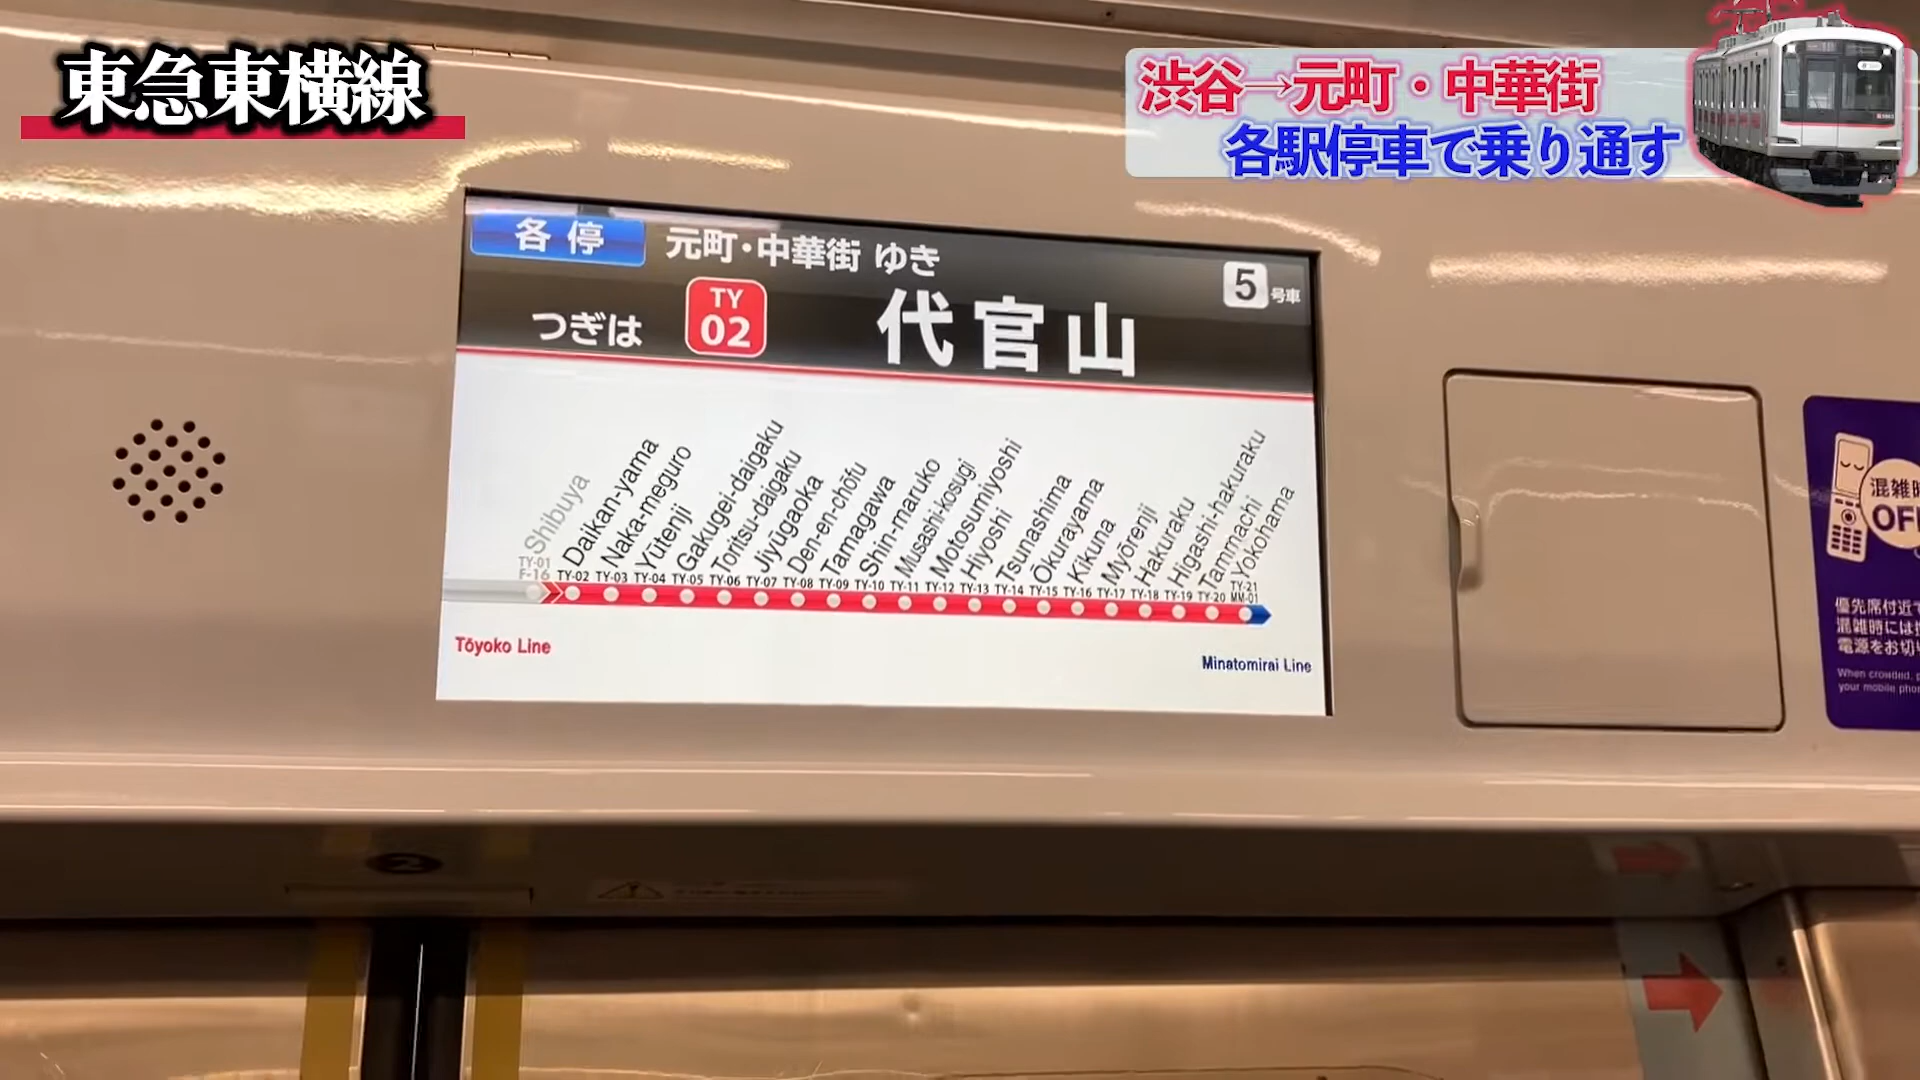 東急東横線
渋谷→元町・中華街
各駅停車で乗り通す
各停
元町・中華街 ゆき
5号車
つぎは
TY
02
代官山
Shibuya
Daikan-yama
Naka-meguro
Yūtenji
Gakugei-daigaku
Toritsu-daigaku
Jiyūgaoka
Den-en-chōfu
Tamagawa
Shin-maruko
Musashi-kosugi
Motosumiyoshi
Hiyoshi
Tsunashima
Ōkurayama
Kikuna
Myōrenji
Hakuraku
Higashi-hakuraku
Tammachi
Yokohama
TY-01
F-16
TY-02
TY-03
TY-04
TY-05
TY-06
TY-07
TY-08
TY-09
TY-10
TY-11
TY-12
TY-13
TY-14
TY-15
TY-16
TY-17
TY-18
TY-19
TY-20
TY-21
MM-01
Tōyoko Line
Minatomirai Line
混雑時
OFF
優先席付近で
混雑時には
電源をお切り
When crowded,
your mobile phon
2